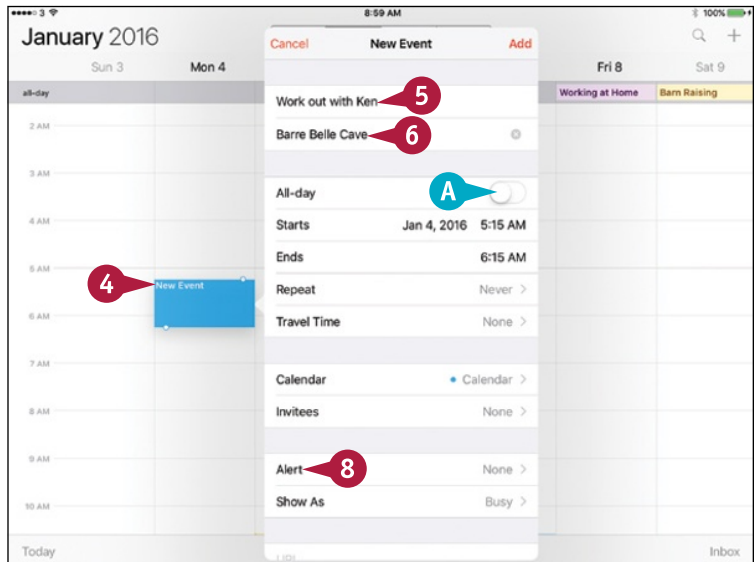 3
8:59 AM
100%
January 2016
Cancel
New Event
Add
Sun 3
Mon 4
Fri 8
Sat 9
all-day
Working at Home
Barn Raising
Work out with Ken
5
Barre Belle Cave
6
2 AM
3 AM
All-day
A
4 AM
Starts
Jan 4, 2016 5:15 AM
Ends
6:15 AM
5 AM
4
New Event
Repeat
Never >
6 AM
Travel Time
None >
7 AM
Calendar
Calendar >
8 AM
Invitees
None >
9 AM
Alert
8
None >
Show As
Busy >
10 AM
URL
Today
Inbox